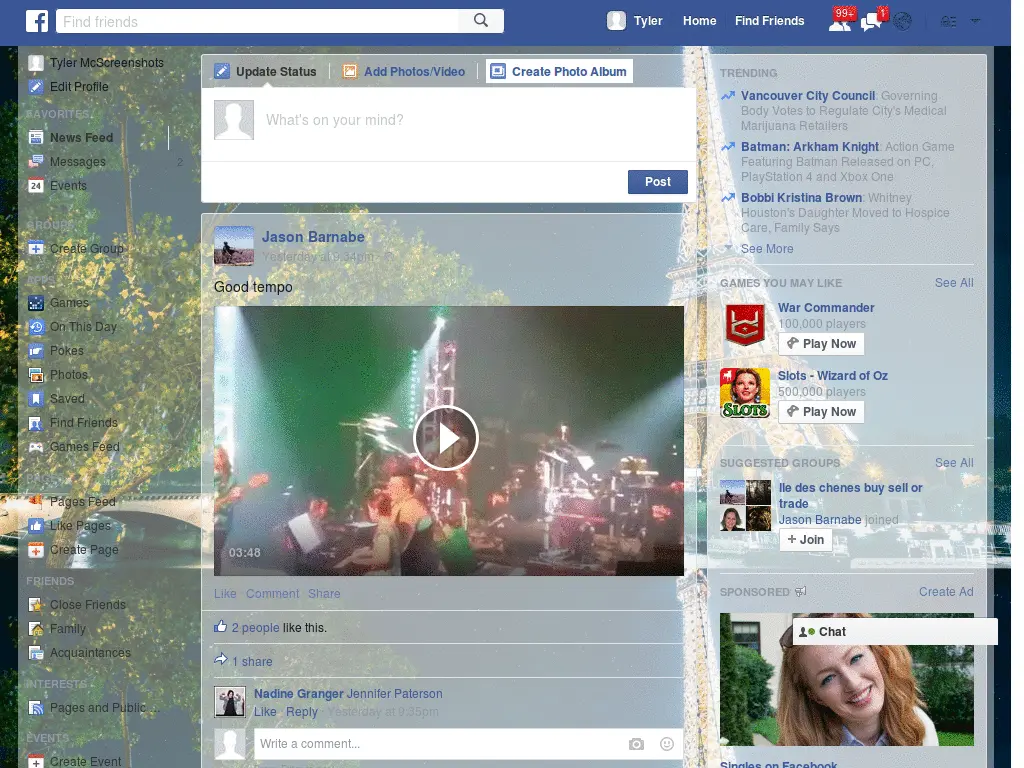 Find friends
Tyler
Home
Find Friends
99+
1
Tyler McScreenshots
Edit Profile
FAVORITES
News Feed
Messages 2
24 Events
GROUPS
Create Group
APPS
Games
On This Day
Pokes
Photos
Saved
Find Friends
Games Feed
Pages Feed
Like Pages
Create Page
FRIENDS
Close Friends
Family
Acquaintances
INTERESTS
Pages and Public ...
EVENTS
Create Event
Update Status
Add Photos/Video
Create Photo Album
What's on your mind?
Post
Jason Barnabe
Yesterday at 9:34pm
Good tempo
03:48
Like Comment Share
2 people like this.
1 share
Nadine Granger Jennifer Paterson
Like · Reply · Yesterday at 9:35pm
Write a comment...
TRENDING
Vancouver City Council: Governing
Body Votes to Regulate City's Medical
Marijuana Retailers
Batman: Arkham Knight: Action Game
Featuring Batman Released on PC,
PlayStation 4 and Xbox One
Bobbi Kristina Brown: Whitney
Houston's Daughter Moved to Hospice
Care, Family Says
See More
GAMES YOU MAY LIKE See All
War Commander
100,000 players
Play Now
SLOTS
Slots - Wizard of Oz
500,000 players
Play Now
SUGGESTED GROUPS See All
Ile des chenes buy sell or
trade
Jason Barnabe joined
+ Join
SPONSORED Create Ad
Chat
Singles on Facebook